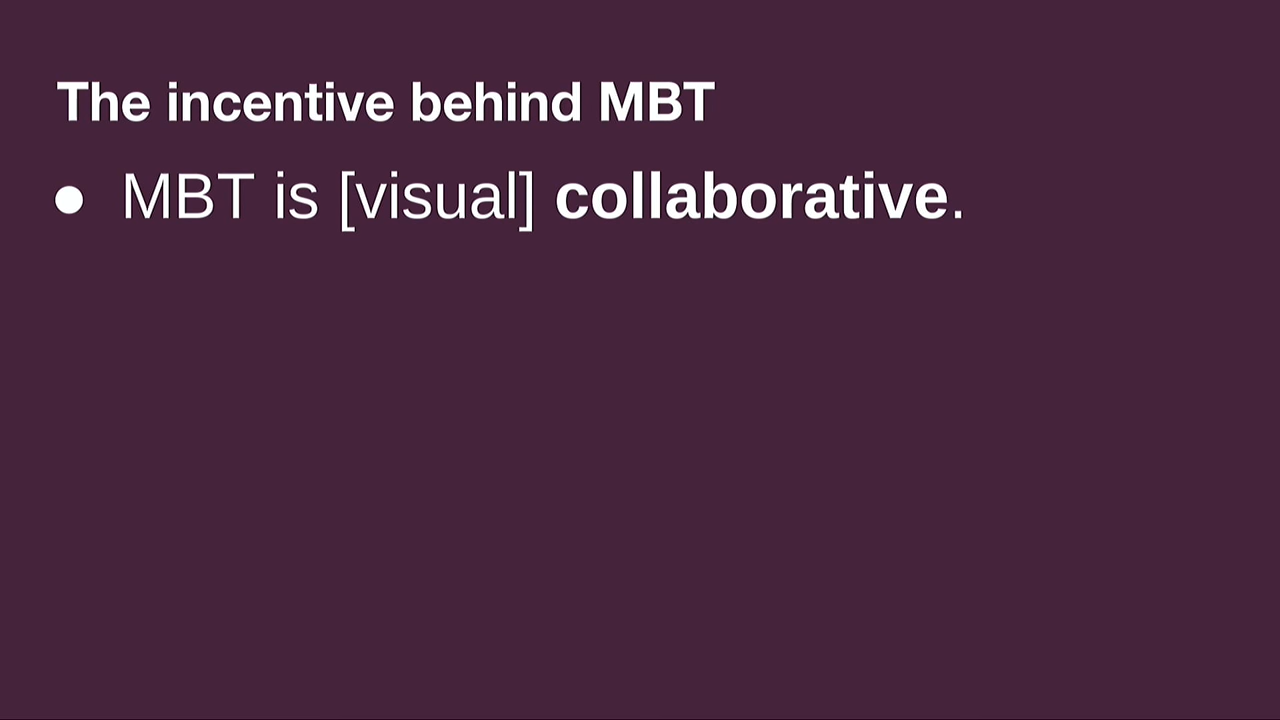 The incentive behind MBT
● MBT is [visual] collaborative.